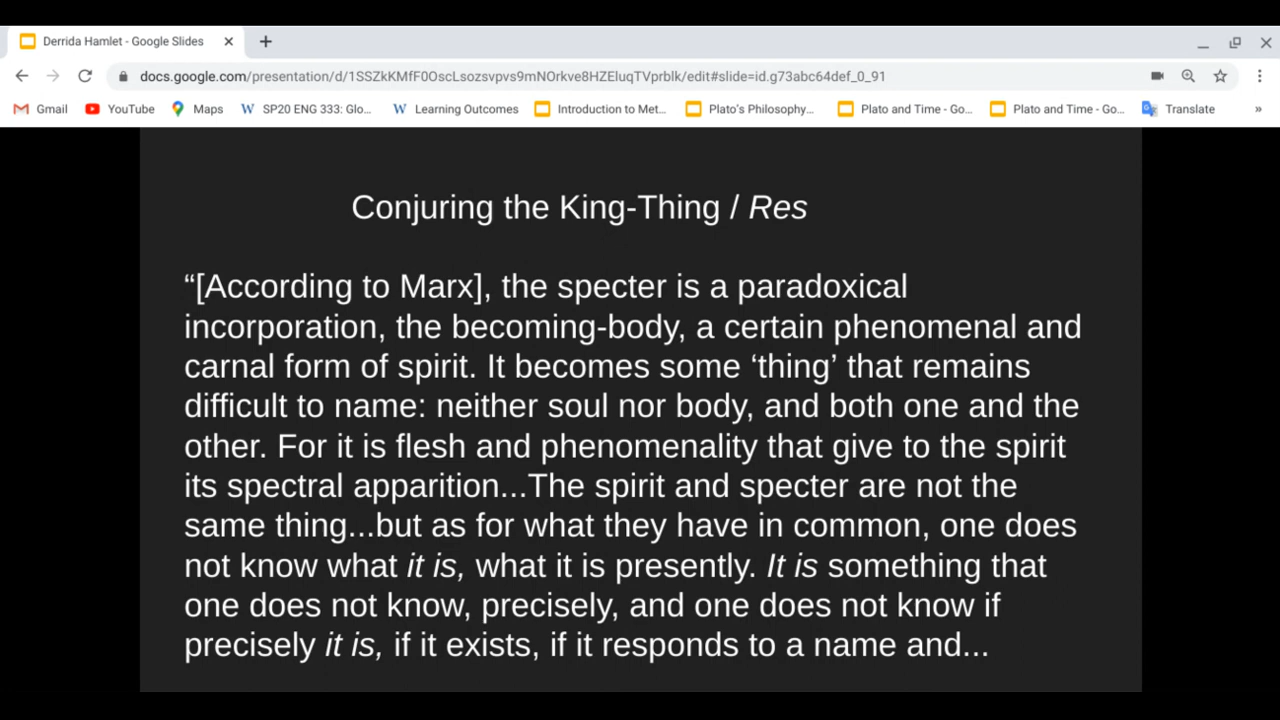 Derrida Hamlet - Google Slides
docs.google.com/presentation/d/1SSZkKMfF0OscLsozsvpvs9mNOrkve8HZEluqTVprblk/edit#slide=id.g73abc64def_0_91
Gmail YouTube Maps SP20 ENG 333: Glo... Learning Outcomes Introduction to Met... Plato's Philosophy... Plato and Time - Go... Plato and Time - Go... Translate »
Conjuring the King-Thing / Res
“[According to Marx], the specter is a paradoxical
incorporation, the becoming-body, a certain phenomenal and
carnal form of spirit. It becomes some ‘thing’ that remains
difficult to name: neither soul nor body, and both one and the
other. For it is flesh and phenomenality that give to the spirit
its spectral apparition...The spirit and specter are not the
same thing...but as for what they have in common, one does
not know what it is, what it is presently. It is something that
one does not know, precisely, and one does not know if
precisely it is, if it exists, if it responds to a name and...